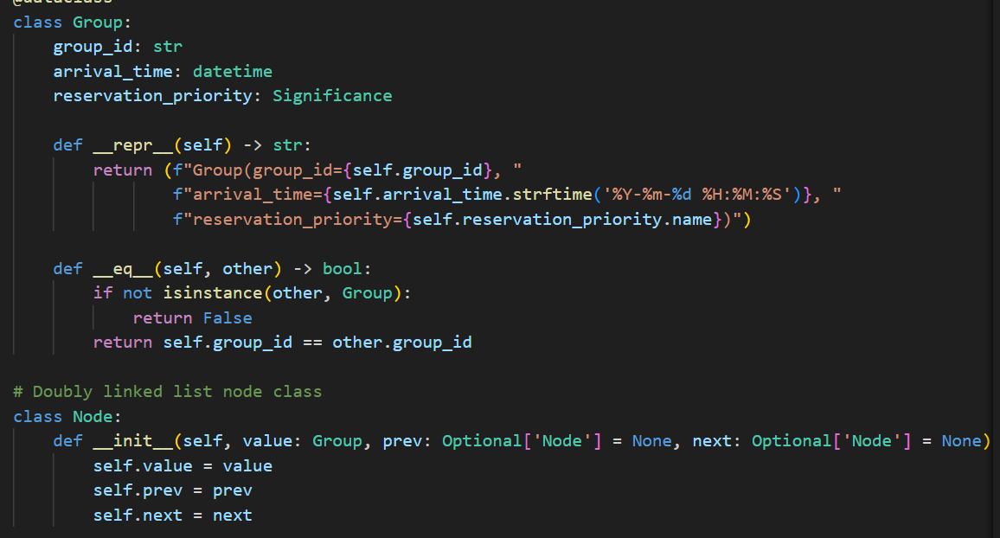 @dataclass
class Group:
    group_id: str
    arrival_time: datetime
    reservation_priority: Significance

    def __repr__(self) -> str:
        return (f"Group(group_id={self.group_id}, "
                f"arrival_time={self.arrival_time.strftime('%Y-%m-%d %H:%M:%S')}, "
                f"reservation_priority={self.reservation_priority.name})")

    def __eq__(self, other) -> bool:
        if not isinstance(other, Group):
            return False
        return self.group_id == other.group_id

# Doubly linked list node class
class Node:
    def __init__(self, value: Group, prev: Optional['Node'] = None, next: Optional['Node'] = None)
        self.value = value
        self.prev = prev
        self.next = next